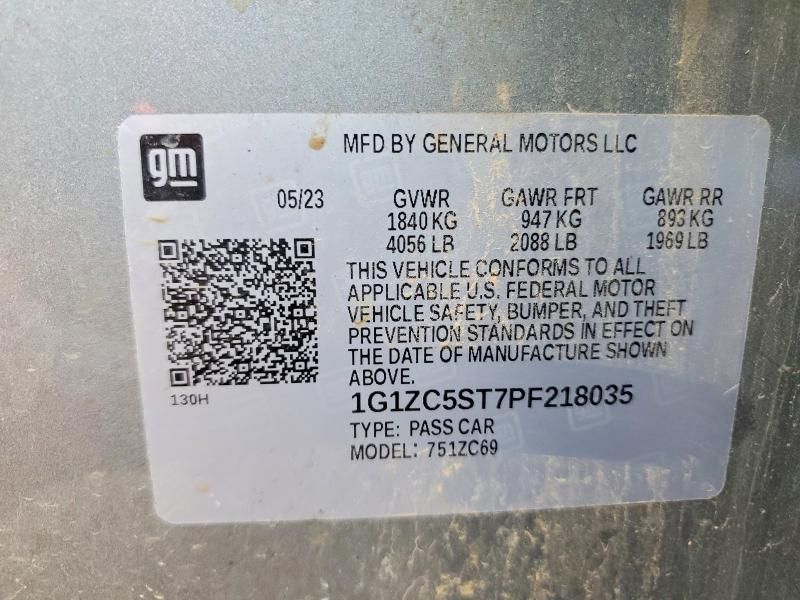 gm
MFD BY GENERAL MOTORS LLC
05/23 GVWR GAWR FRT GAWR RR
1840 KG 947 KG 893 KG
4056 LB 2088 LB 1969 LB
THIS VEHICLE CONFORMS TO ALL
APPLICABLE U.S. FEDERAL MOTOR
VEHICLE SAFETY, BUMPER, AND THEFT
PREVENTION STANDARDS IN EFFECT ON
THE DATE OF MANUFACTURE SHOWN
ABOVE.
130H
1G1ZC5ST7PF218035
TYPE: PASS CAR
MODEL: 751ZC69